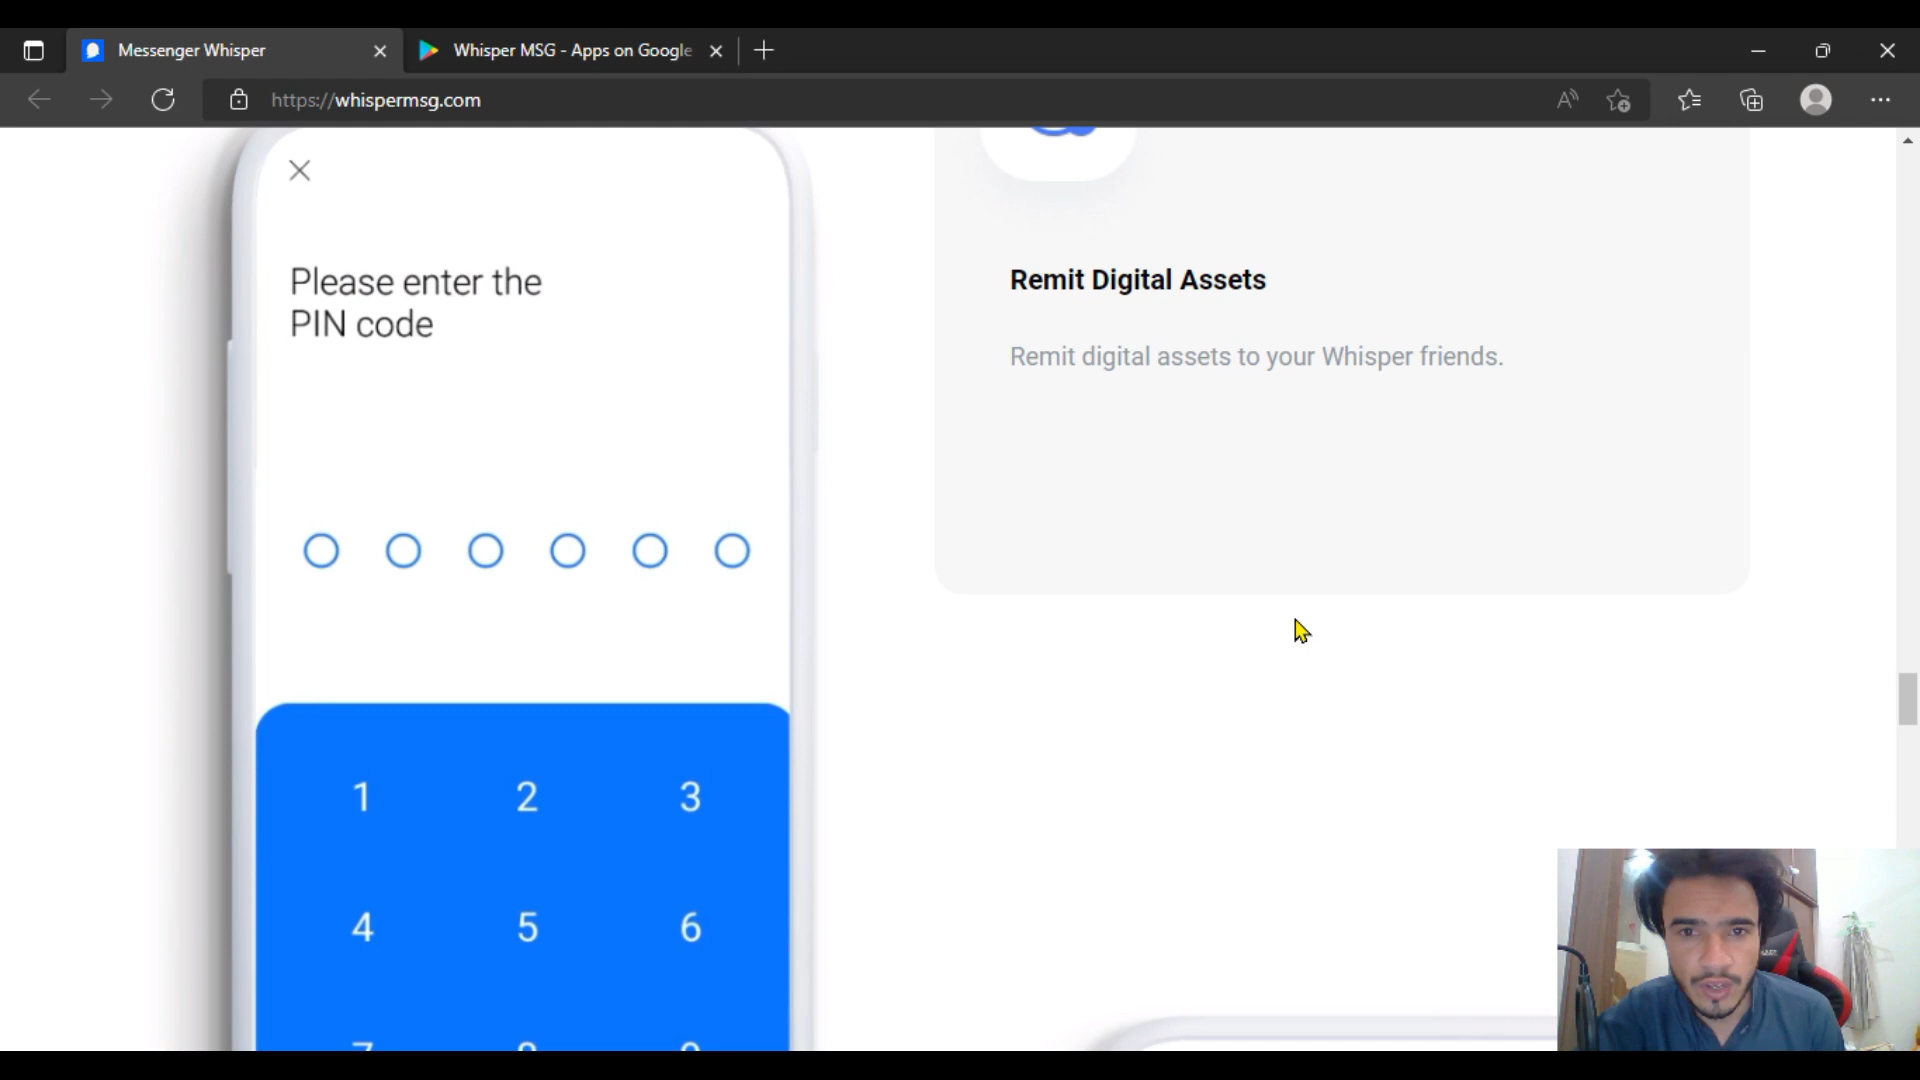 Messenger Whisper
Whisper MSG - Apps on Google
https://whispermsg.com
Please enter the
PIN code
Remit Digital Assets
Remit digital assets to your Whisper friends.
1 2 3
4 5 6